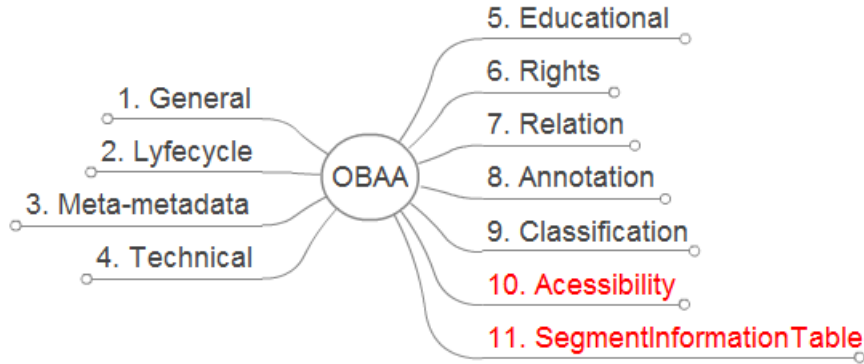 1. General
2. Lyfecycle
3. Meta-metadata
4. Technical
OBAA
5. Educational
6. Rights
7. Relation
8. Annotation
9. Classification
10. Acessibility
11. SegmentInformationTable